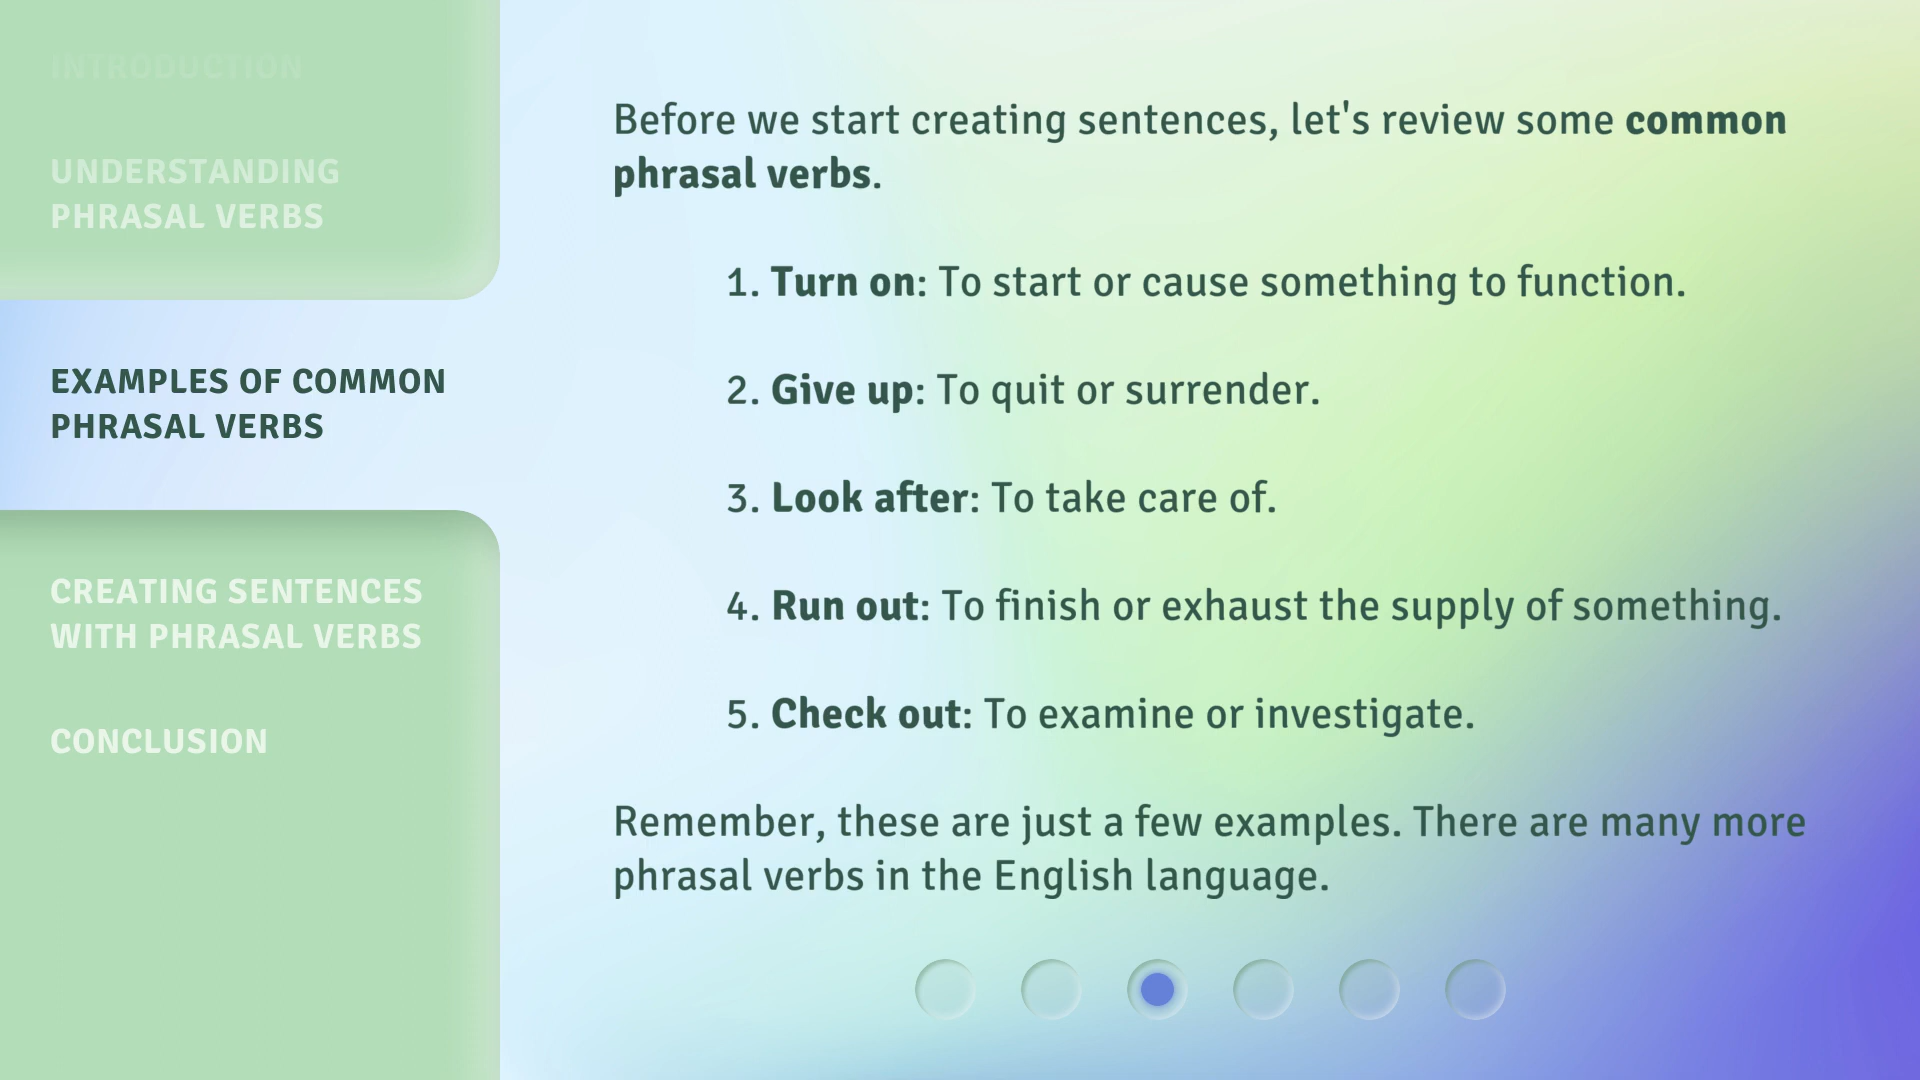 INTRODUCTION
UNDERSTANDING
PHRASAL VERBS
EXAMPLES OF COMMON
PHRASAL VERBS
CREATING SENTENCES
WITH PHRASAL VERBS
CONCLUSION
Before we start creating sentences, let's review some common
phrasal verbs.
1. Turn on: To start or cause something to function.
2. Give up: To quit or surrender.
3. Look after: To take care of.
4. Run out: To finish or exhaust the supply of something.
5. Check out: To examine or investigate.
Remember, these are just a few examples. There are many more
phrasal verbs in the English language.